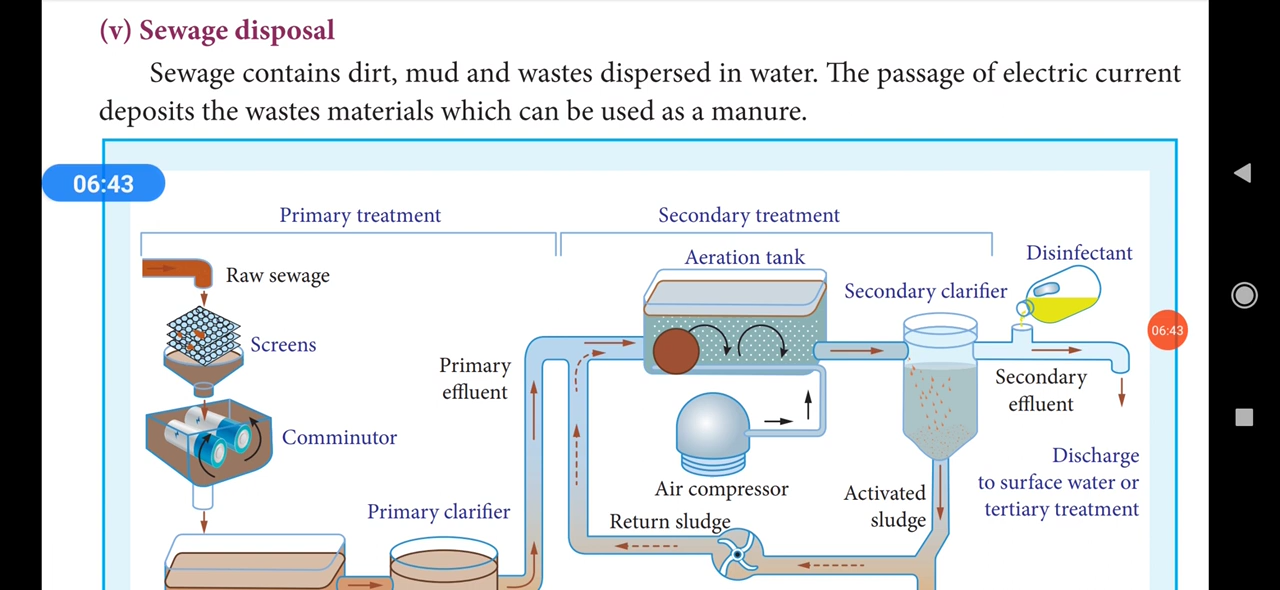 (v) Sewage disposal
Sewage contains dirt, mud and wastes dispersed in water. The passage of electric current
deposits the wastes materials which can be used as a manure.
06:43
Primary treatment
Secondary treatment
Raw sewage
Aeration tank
Disinfectant
Secondary clarifier
06:43
Screens
Primary
effluent
Secondary
effluent
Comminutor
Air compressor
Discharge
to surface water or
tertiary treatment
Activated
sludge
Primary clarifier
Return sludge